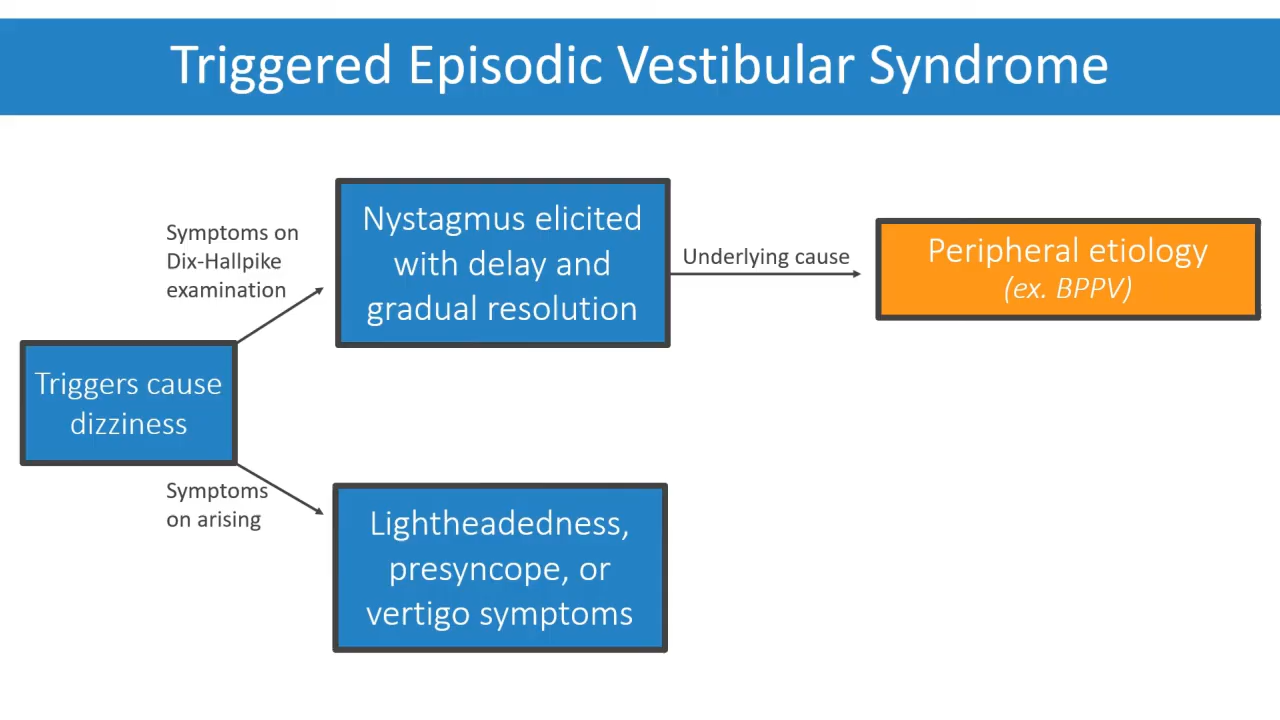 Triggered Episodic Vestibular Syndrome
Symptoms on
Dix-Hallpike
examination
Nystagmus elicited
with delay and
gradual resolution
Underlying cause
Peripheral etiology
(ex. BPPV)
Triggers cause
dizziness
Symptoms
on arising
Lightheadedness,
presyncope, or
vertigo symptoms